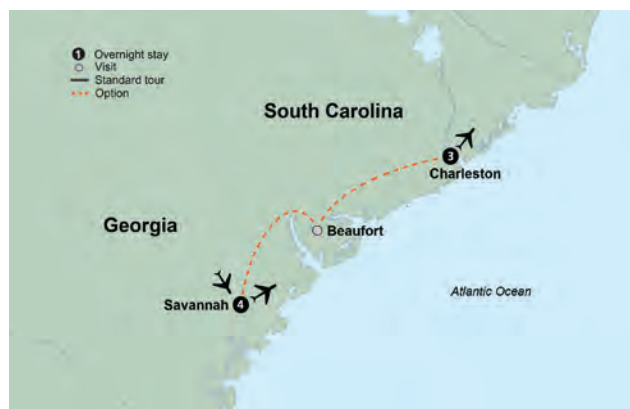 1 Overnight stay
Visit
Standard tour
Option
South Carolina
3
Charleston
Georgia
Beaufort
Savannah 4
Atlantic Ocean